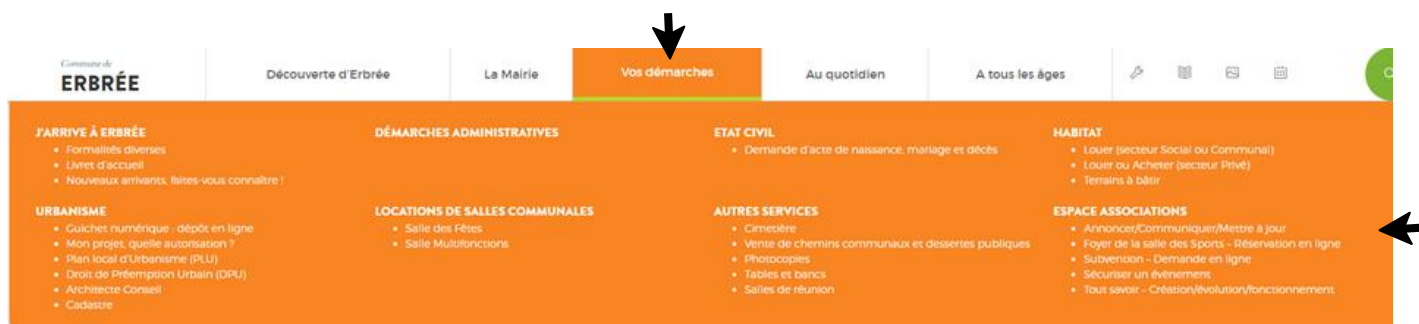 Commune de
ERBRÉE
Découverte d'Erbrée
La Mairie
Vos démarches
Au quotidien
A tous les âges
J'ARRIVE À ERBRÉE
• Formalités diverses
• Livret d'accueil
• Nouveaux arrivants, faites-vous connaître !
DÉMARCHES ADMINISTRATIVES
ETAT CIVIL
• Demande d'acte de naissance, mariage et décès
HABITAT
• Louer (secteur Social ou Communal)
• Louer ou Acheter (secteur Privé)
• Terrains à bâtir
URBANISME
• Guichet numérique : dépôt en ligne
• Mon projet, quelle autorisation ?
• Plan local d'Urbanisme (PLU)
• Droit de Préemption Urbain (DPU)
• Architecte Conseil
• Cadastre
LOCATIONS DE SALLES COMMUNALES
• Salle des Fêtes
• Salle Multifonctions
AUTRES SERVICES
• Cimetière
• Vente de chemins communaux et dessertes publiques
• Photocopies
• Tables et bancs
• Salles de réunion
ESPACE ASSOCIATIONS
• Annoncer/Communiquer/Mettre à jour
• Foyer de la salle des Sports - Réservation en ligne
• Subvention - Demande en ligne
• Sécuriser un évènement
• Tout savoir - Création/évolution/fonctionnement